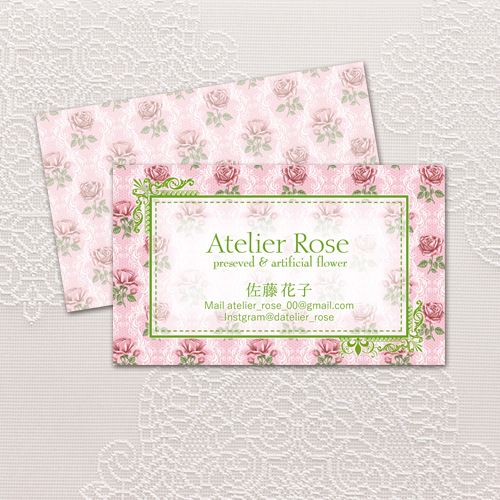 Atelier Rose
preseved & artificial flower
佐藤花子
Mail atelier_rose_00@gmail.com
Instgram@datelier_rose